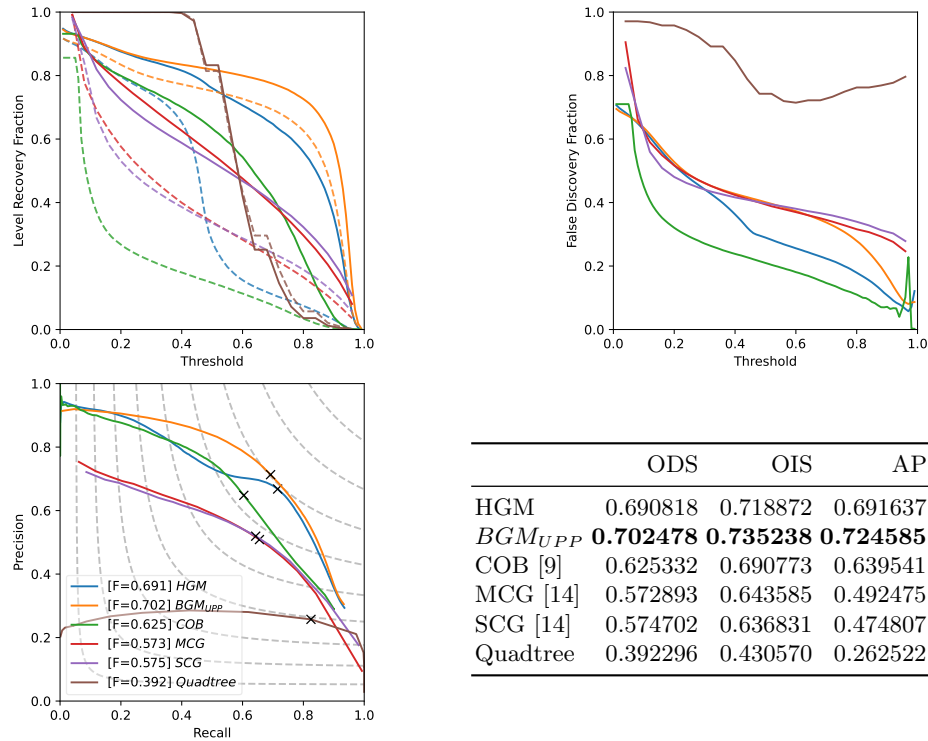 1.0
0.8
0.6
0.4
0.2
0.0
Level Recovery Fraction
0.0 0.2 0.4 0.6 0.8 1.0
Threshold
1.0
0.8
0.6
0.4
0.2
0.0
False Discovery Fraction
0.0 0.2 0.4 0.6 0.8 1.0
Threshold
1.0
0.8
0.6
0.4
0.2
0.0
Precision
[F=0.691] HGM
[F=0.702] BGM_UPP
[F=0.625] COB
[F=0.573] MCG
[F=0.575] SCG
[F=0.392] Quadtree
0.0 0.2 0.4 0.6 0.8 1.0
Recall
ODS OIS AP
HGM 0.690818 0.718872 0.691637
BGM_UPP 0.702478 0.735238 0.724585
COB [9] 0.625332 0.690773 0.639541
MCG [14] 0.572893 0.643585 0.492475
SCG [14] 0.574702 0.636831 0.474807
Quadtree 0.392296 0.430570 0.262522